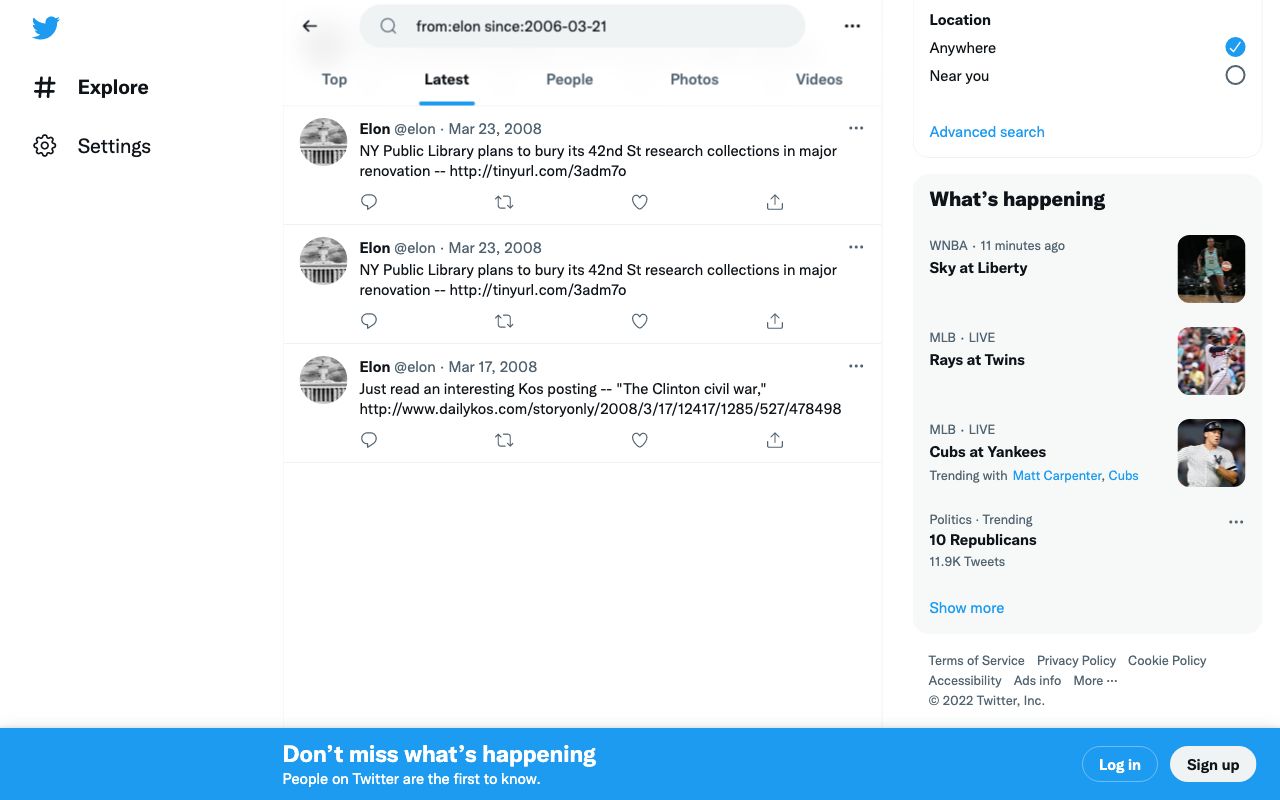 Explore
Settings
from:elon since:2006-03-21
Top
Latest
People
Photos
Videos
Elon @elon · Mar 23, 2008
NY Public Library plans to bury its 42nd St research collections in major
renovation -- http://tinyurl.com/3adm7o
Elon @elon · Mar 23, 2008
NY Public Library plans to bury its 42nd St research collections in major
renovation -- http://tinyurl.com/3adm7o
Elon @elon · Mar 17, 2008
Just read an interesting Kos posting -- "The Clinton civil war,"
http://www.dailykos.com/storyonly/2008/3/17/12417/1285/527/478498
Location
Anywhere
Near you
Advanced search
What’s happening
WNBA · 11 minutes ago
Sky at Liberty
MLB · LIVE
Rays at Twins
MLB · LIVE
Cubs at Yankees
Trending with Matt Carpenter, Cubs
Politics · Trending
10 Republicans
11.9K Tweets
Show more
Terms of Service Privacy Policy Cookie Policy
Accessibility Ads info More ···
© 2022 Twitter, Inc.
Don’t miss what’s happening
People on Twitter are the first to know.
Log in
Sign up